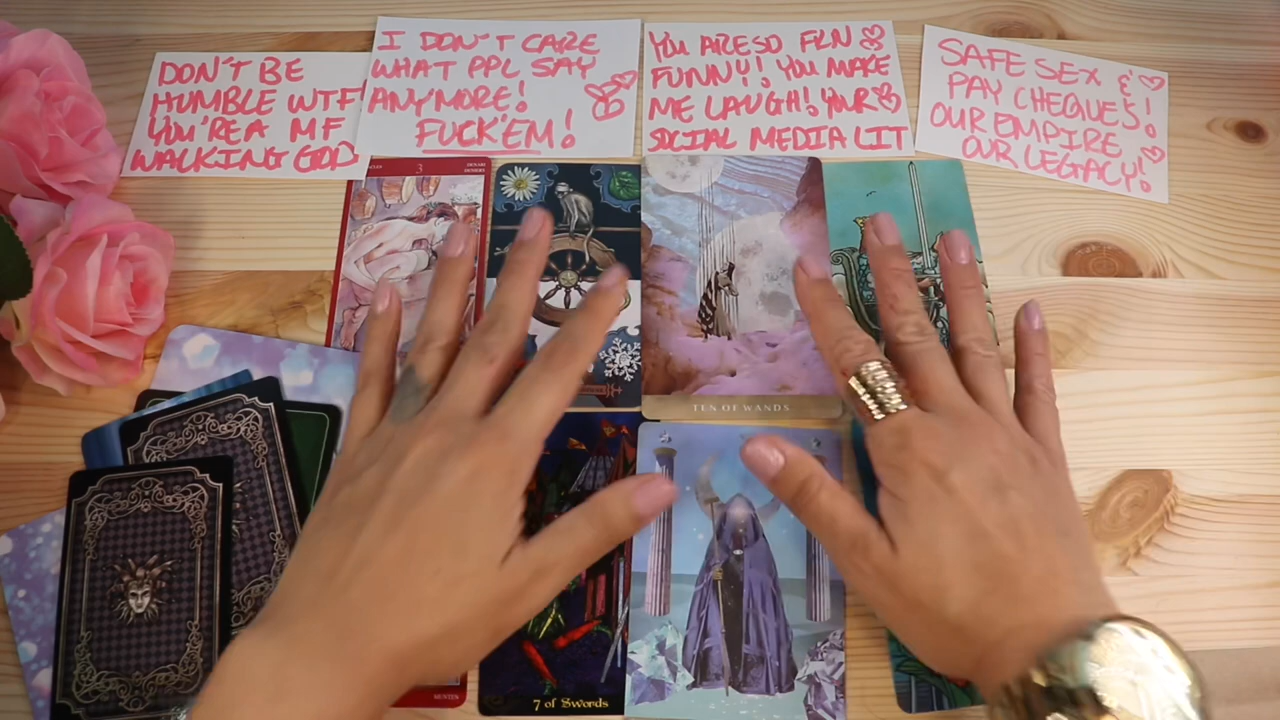 DON'T BE
HUMBLE WTF
YOU'RE A MF
WALKING GOD
I DON'T CARE
WHAT PPL SAY
ANYMORE!
FUCK'EM!
YOU ARE SO FKN
FUNNY! YOU MAKE
ME LAUGH! YOUR
SOCIAL MEDIA LIT
SAFE SEX &
PAY CHEQUES!
OUR EMPIRE
OUR LEGACY!
3
TEN OF WANDS
7 of Swords